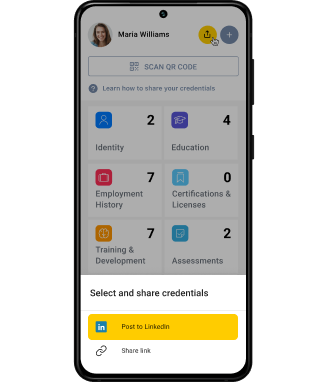 Maria Williams
+
SCAN QR CODE
? Learn how to share your credentials
2
4
Identity
Education
7
0
Employment
History
Certifications &
Licenses
7
2
Training &
Development
Assessments
Select and share credentials
in Post to LinkedIn
Share link